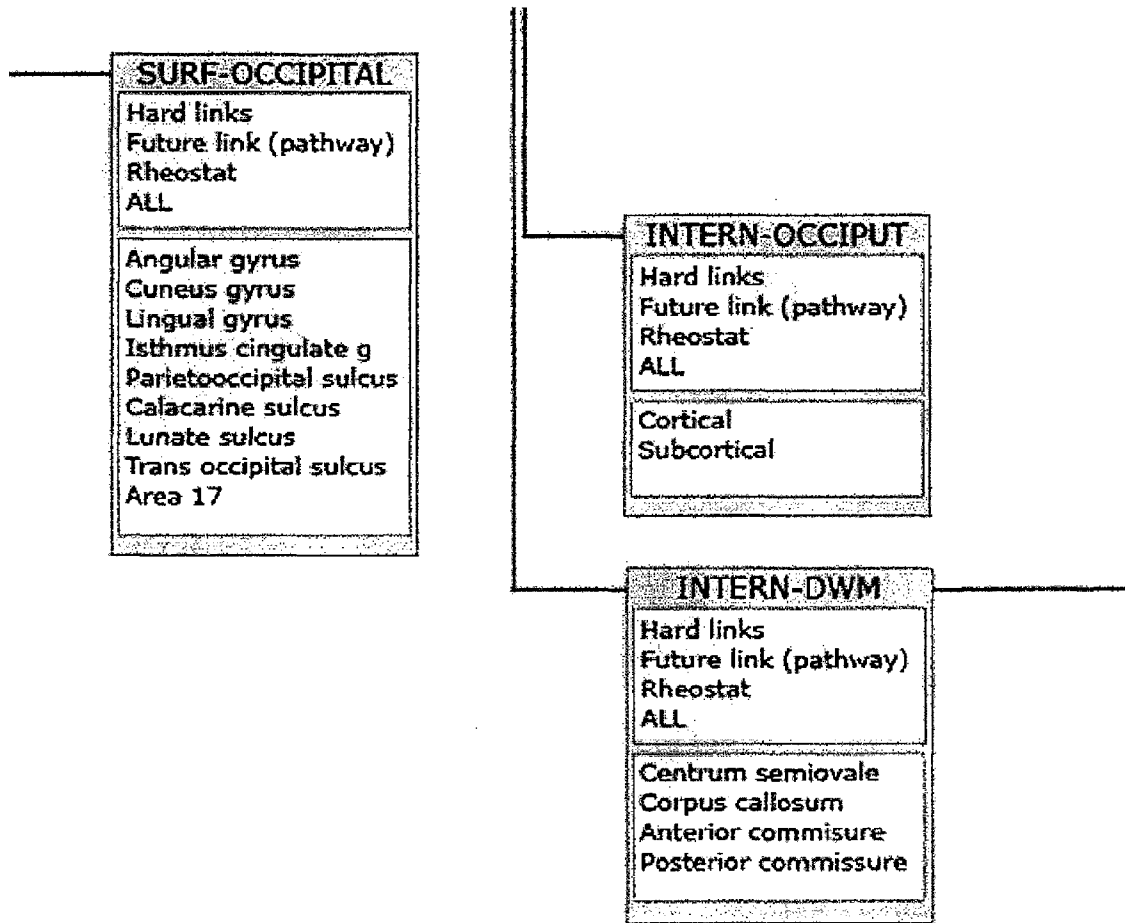 SURF-OCCIPITAL
Hard links
Future link (pathway)
Rheostat
ALL
Angular gyrus
Cuneus gyrus
Lingual gyrus
Isthmus cingulate g
Parietooccipital sulcus
Calacarine sulcus
Lunate sulcus
Trans occipital sulcus
Area 17
INTERN-OCCIPUT
Hard links
Future link (pathway)
Rheostat
ALL
Cortical
Subcortical
INTERN-DWM
Hard links
Future link (pathway)
Rheostat
ALL
Centrum semiovale
Corpus callosum
Anterior commisure
Posterior commissure